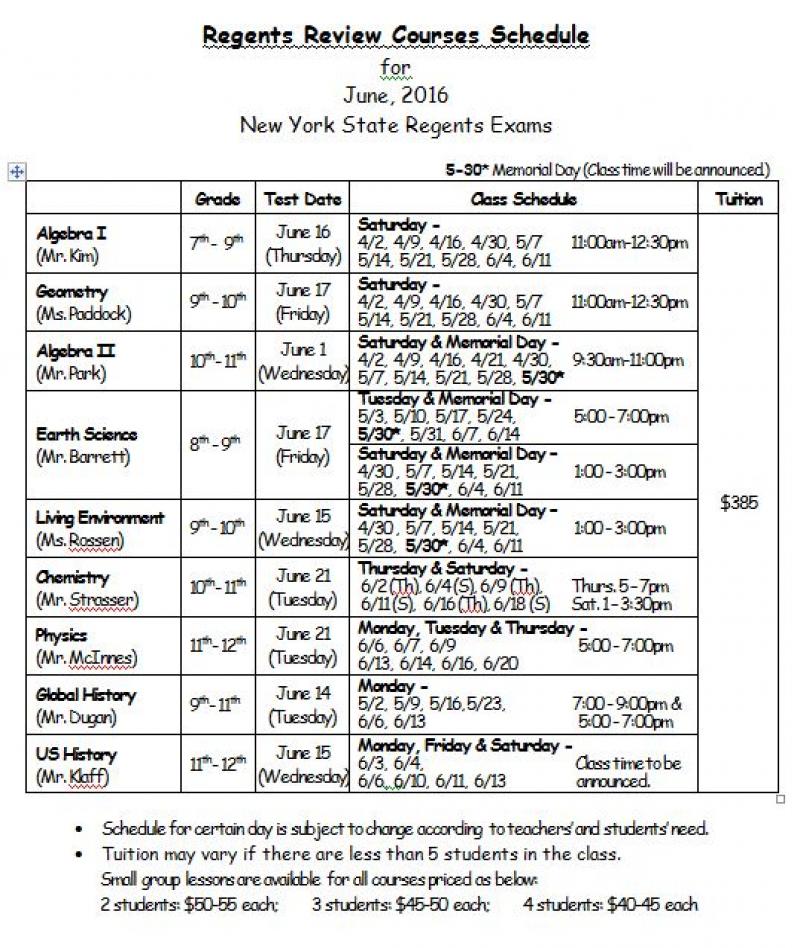 Regents Review Courses Schedule
for
June, 2016
New York State Regents Exams
5-30* Memorial Day (Class time will be announced.)
Grade Test Date Class Schedule Tuition
Algebra I
(Mr. Kim)
7th - 9th
June 16
(Thursday)
Saturday -
4/2, 4/9, 4/16, 4/30, 5/7 11:00am-12:30pm
5/14, 5/21, 5/28, 6/4, 6/11
Geometry
(Ms. Paddock)
9th - 10th
June 17
(Friday)
Saturday -
4/2, 4/9, 4/16, 4/30, 5/7 11:00am-12:30pm
5/14, 5/21, 5/28, 6/4, 6/11
Algebra II
(Mr. Park)
10th - 11th
June 1
(Wednesday)
Saturday & Memorial Day -
4/2, 4/9, 4/16, 4/21, 4/30, 9:30am-11:00pm
5/7, 5/14, 5/21, 5/28, 5/30*
Earth Science
(Mr. Barrett)
8th - 9th
June 17
(Friday)
Tuesday & Memorial Day -
5/3, 5/10, 5/17, 5/24, 5:00 - 7:00pm
5/30*, 5/31, 6/7, 6/14
Saturday & Memorial Day -
4/30, 5/7, 5/14, 5/21, 1:00 - 3:00pm
5/28, 5/30*, 6/4, 6/11
Living Environment
(Ms. Rossen)
9th - 10th
June 15
(Wednesday)
Saturday & Memorial Day -
4/30, 5/7, 5/14, 5/21, 1:00 - 3:00pm
5/28, 5/30*, 6/4, 6/11
Chemistry
(Mr. Strasser)
10th - 11th
June 21
(Tuesday)
Thursday & Saturday -
6/2 (Th), 6/4 (S), 6/9 (Th), Thurs. 5 - 7pm
6/11 (S), 6/16 (Th), 6/18 (S) Sat. 1 - 3:30pm
Physics
(Mr. McInnes)
11th - 12th
June 21
(Tuesday)
Monday, Tuesday & Thursday -
6/6, 6/7, 6/9 5:00 - 7:00pm
6/13, 6/14, 6/16, 6/20
Global History
(Mr. Dugan)
9th - 11th
June 14
(Tuesday)
Monday -
5/2, 5/9, 5/16, 5/23, 7:00 - 9:00pm &
6/6, 6/13 5:00 - 7:00pm
US History
(Mr. Klaff)
11th - 12th
June 15
(Wednesday)
Monday, Friday & Saturday -
6/3, 6/4, Class time to be
6/6, 6/10, 6/11, 6/13 announced.
$385
• Schedule for certain day is subject to change according to teachers' and students' need.
• Tuition may vary if there are less than 5 students in the class.
Small group lessons are available for all courses priced as below:
2 students: $50-55 each; 3 students: $45-50 each; 4 students: $40-45 each